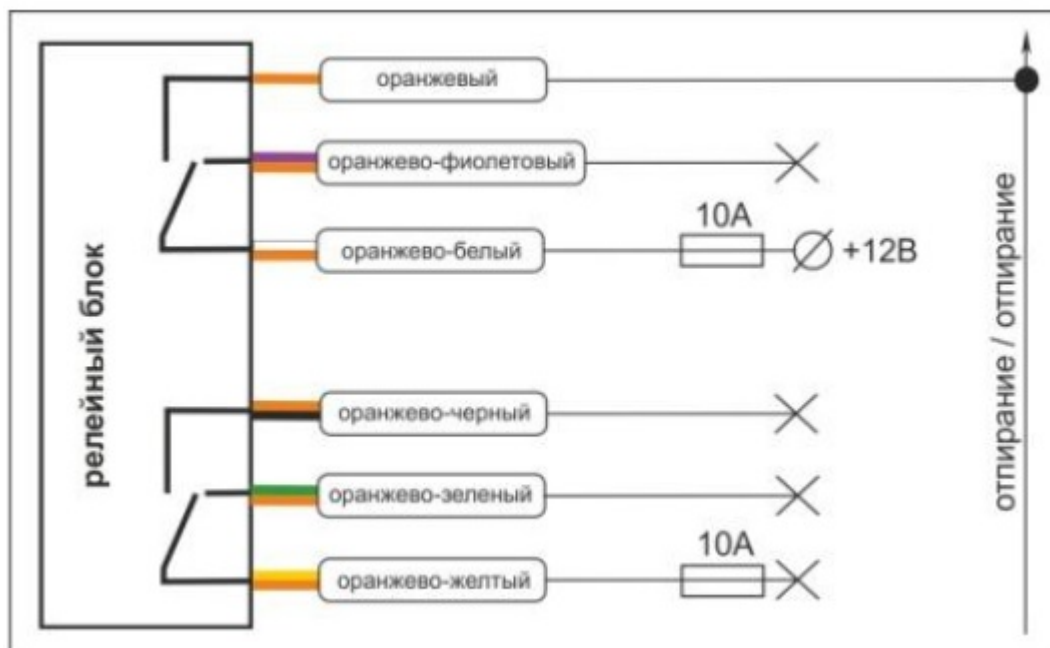 релейный блок
оранжевый
оранжево-фиолетовый
оранжево-белый
10А
+12В
оранжево-черный
оранжево-зеленый
оранжево-желтый
10А
отпирание / отпирание